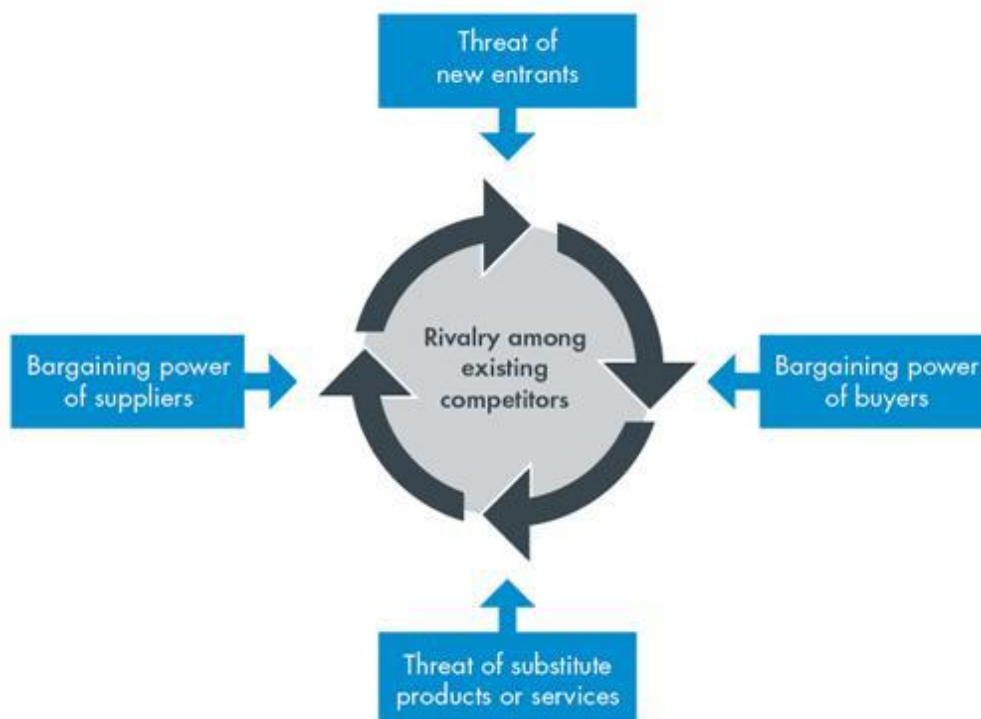 Threat of
new entrants
Bargaining power
of suppliers
Rivalry among
existing
competitors
Bargaining power
of buyers
Threat of substitute
products or services